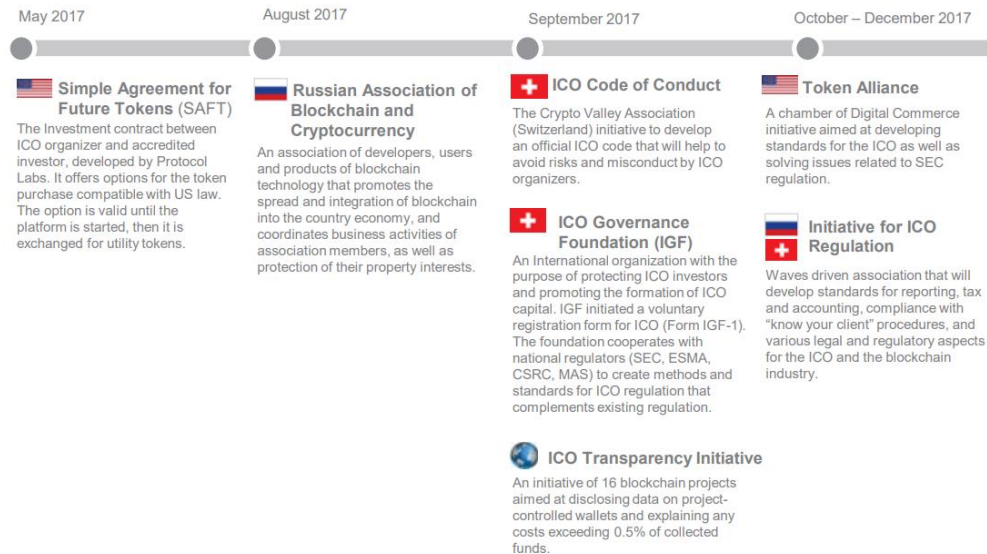 May 2017
August 2017
September 2017
October – December 2017
Simple Agreement for
Future Tokens (SAFT)
The Investment contract between
ICO organizer and accredited
investor, developed by Protocol
Labs. It offers options for the token
purchase compatible with US law.
The option is valid until the
platform is started, then it is
exchanged for utility tokens.
Russian Association of
Blockchain and
Cryptocurrency
An association of developers, users
and products of blockchain
technology that promotes the
spread and integration of blockchain
into the country economy, and
coordinates business activities of
association members, as well as
protection of their property interests.
ICO Code of Conduct
The Crypto Valley Association
(Switzerland) initiative to develop
an official ICO code that will help to
avoid risks and misconduct by ICO
organizers.
ICO Governance
Foundation (IGF)
An International organization with the
purpose of protecting ICO investors
and promoting the formation of ICO
capital. IGF initiated a voluntary
registration form for ICO (Form IGF-1).
The foundation cooperates with
national regulators (SEC, ESMA,
CSRC, MAS) to create methods and
standards for ICO regulation that
complements existing regulation.
ICO Transparency Initiative
An initiative of 16 blockchain projects
aimed at disclosing data on project-
controlled wallets and explaining any
costs exceeding 0.5% of collected
funds.
Token Alliance
A chamber of Digital Commerce
initiative aimed at developing
standards for the ICO as well as
solving issues related to SEC
regulation.
Initiative for ICO
Regulation
Waves driven association that will
develop standards for reporting, tax
and accounting, compliance with
“know your client” procedures, and
various legal and regulatory aspects
for the ICO and the blockchain
industry.